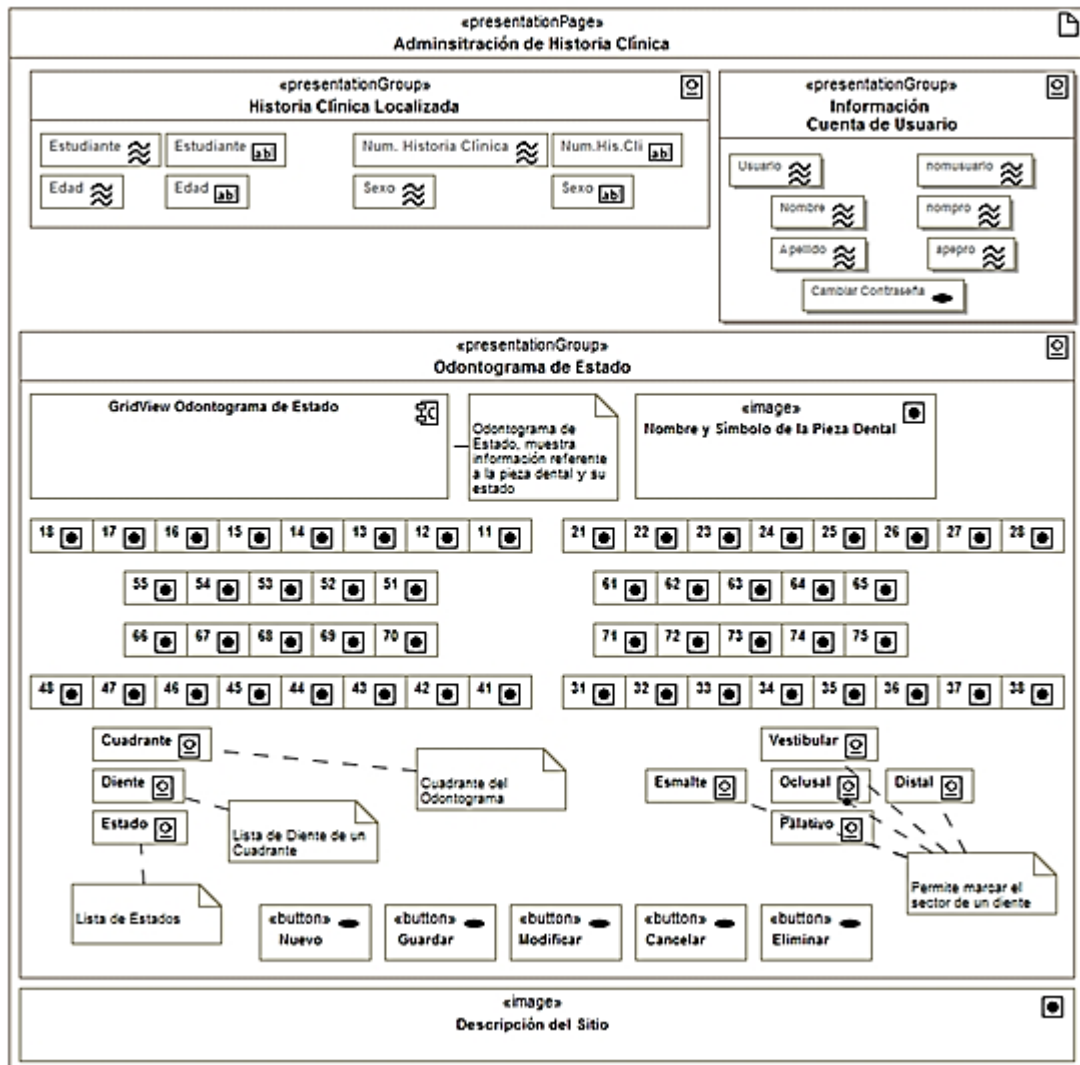 «presentationPage»
Adminsitración de Historia Clínica
«presentationGroup»
Historia Clínica Localizada
Estudiante Estudiante Num. Historia Clínica Num.His.Cli
Edad Edad Sexo Sexo
«presentationGroup»
Información
Cuenta de Usuario
Usuario nomusuario
Nombre nompro
Apellido apepro
Cambiar Contraseña
«presentationGroup»
Odontograma de Estado
GridView Odontograma de Estado
Odontograma de
Estado, muestra
información referente
a la pieza dental y su
estado
«image»
Nombre y Símbolo de la Pieza Dental
18 17 16 15 14 13 12 11 21 22 23 24 25 26 27 28
55 54 53 52 51 61 62 63 64 65
66 67 68 69 70 71 72 73 74 75
48 47 46 45 44 43 42 41 31 32 33 34 35 36 37 38
Cuadrante
Diente
Estado
Cuadrante del
Odontograma
Lista de Diente de un
Cuadrante
Lista de Estados
Vestibular
Esmalte Oclusal Distal
Palativo
Permite marcar el
sector de un diente
«button» «button» «button» «button» «button»
Nuevo Guardar Modificar Cancelar Eliminar
«image»
Descripción del Sitio